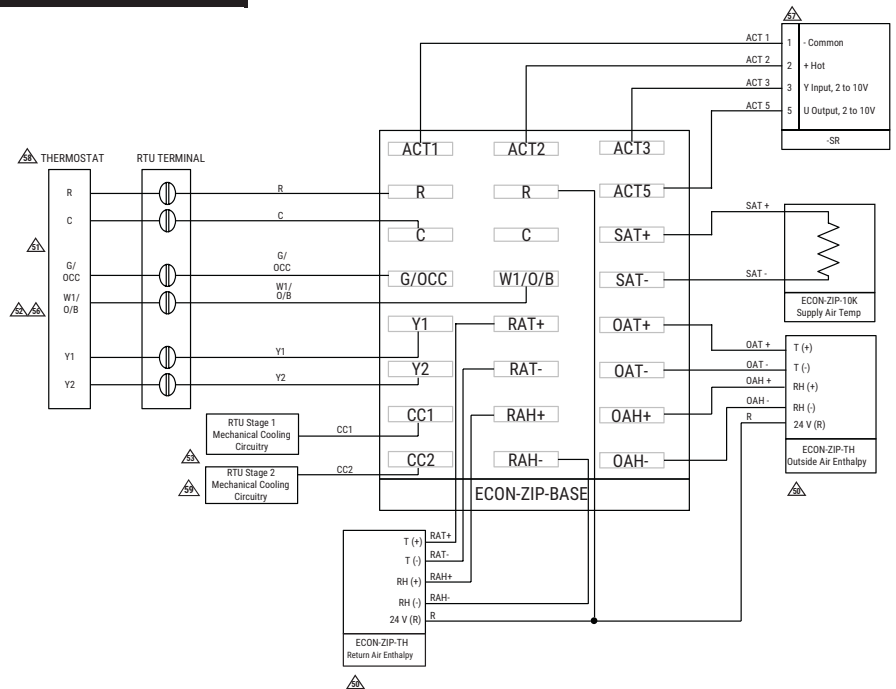 57
ACT 1
1
- Common
ACT 2
2
+ Hot
ACT 3
3
Y Input, 2 to 10V
ACT 5
5
U Output, 2 to 10V
-SR
58
THERMOSTAT
RTU TERMINAL
R
R
C
C
51
G/
OCC
G/
OCC
52
56
W1/
O/B
W1/
O/B
Y1
Y1
Y2
Y2
RTU Stage 1
Mechanical Cooling
Circuitry
CC1
53
RTU Stage 2
Mechanical Cooling
Circuitry
CC2
59
ACT1
ACT2
ACT3
R
R
ACT5
C
C
SAT+
G/OCC
W1/O/B
SAT-
Y1
RAT+
OAT+
Y2
RAT-
OAT-
CC1
RAH+
OAH+
CC2
RAH-
OAH-
ECON-ZIP-BASE
SAT +
SAT -
ECON-ZIP-10K
Supply Air Temp
OAT +
T (+)
OAT -
T (-)
OAH +
RH (+)
OAH -
RH (-)
R
24 V (R)
ECON-ZIP-TH
Outside Air Enthalpy
50
T (+)
RAT+
T (-)
RAT-
RH (+)
RAH+
RH (-)
RAH-
24 V (R)
R
ECON-ZIP-TH
Return Air Enthalpy
50